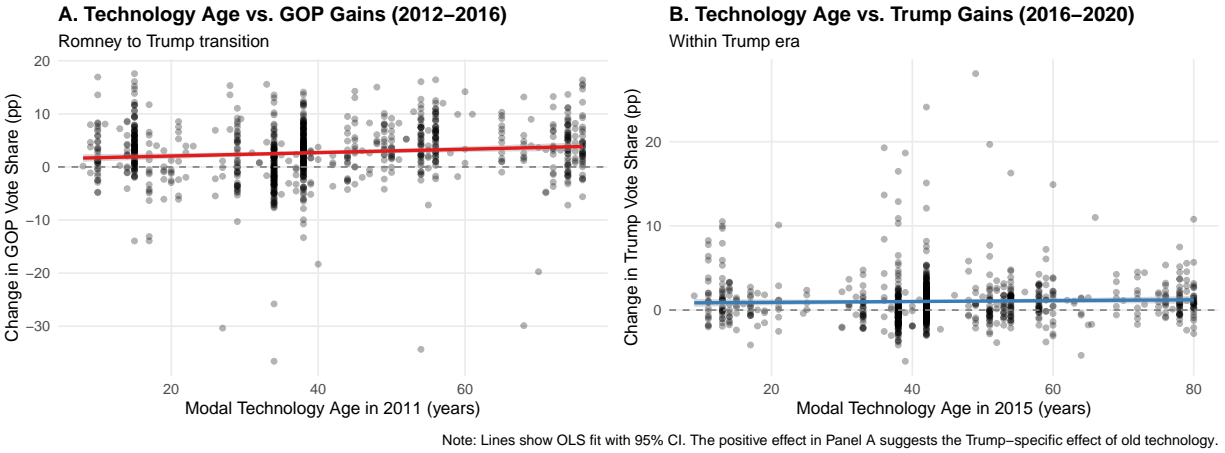 A. Technology Age vs. GOP Gains (2012−2016)
Romney to Trump transition
Change in GOP Vote Share (pp)
20
10
0
−10
−20
−30
20
40
60
Modal Technology Age in 2011 (years)
B. Technology Age vs. Trump Gains (2016−2020)
Within Trump era
Change in Trump Vote Share (pp)
20
10
0
20
40
60
80
Modal Technology Age in 2015 (years)
Note: Lines show OLS fit with 95% CI. The positive effect in Panel A suggests the Trump−specific effect of old technology.